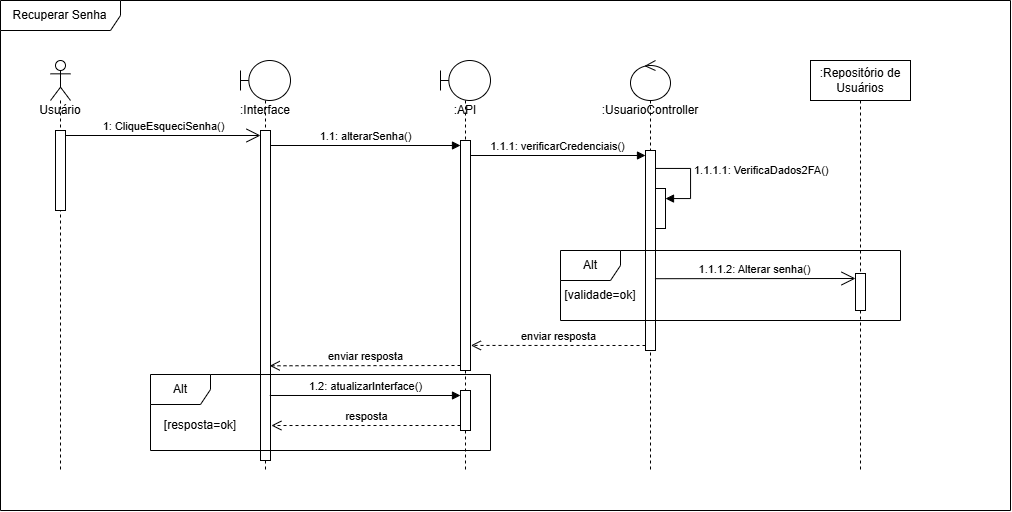 Recuperar Senha
Usuário
:Interface
:API
:UsuarioController
:Repositório de
Usuários
1: CliqueEsqueciSenha()
1.1: alterarSenha()
1.1.1: verificarCredenciais()
1.1.1.1: VerificaDados2FA()
Alt
1.1.1.2: Alterar senha()
[validade=ok]
enviar resposta
enviar resposta
Alt
1.2: atualizarInterface()
resposta
[resposta=ok]